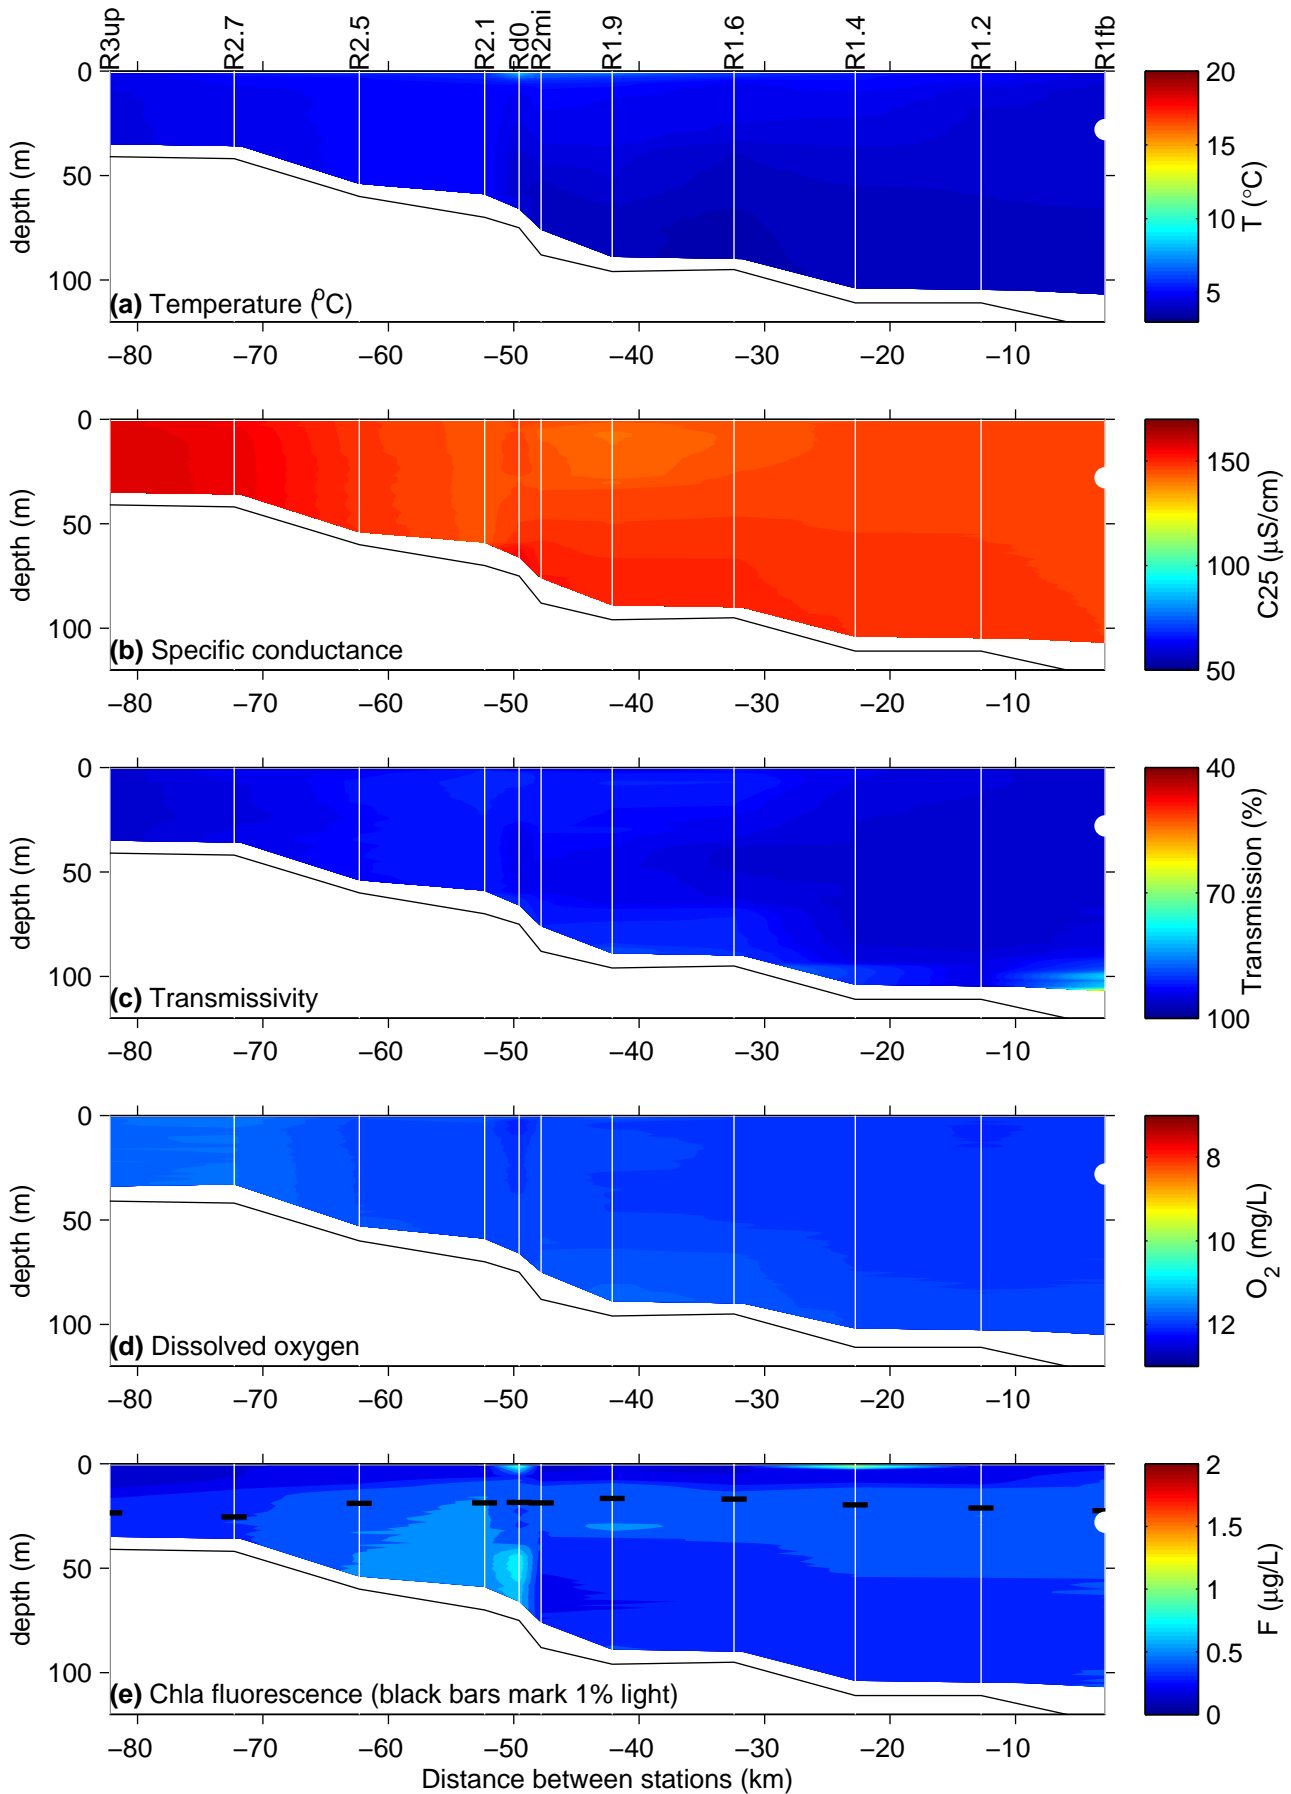 R3up R2.7 R2.5 R2.1 Rd0 R2mi R1.9 R1.6 R1.4 R1.2 R1fb
0
50
100
depth (m)
(a) Temperature (⁰C)
−80 −70 −60 −50 −40 −30 −20 −10
20
15
10
5
T (°C)
0
50
100
depth (m)
(b) Specific conductance
−80 −70 −60 −50 −40 −30 −20 −10
150
100
50
C25 (μS/cm)
0
50
100
depth (m)
(c) Transmissivity
−80 −70 −60 −50 −40 −30 −20 −10
40
70
100
Transmission (%)
0
50
100
depth (m)
(d) Dissolved oxygen
−80 −70 −60 −50 −40 −30 −20 −10
8
10
12
O₂ (mg/L)
0
50
100
depth (m)
(e) Chla fluorescence (black bars mark 1% light)
−80 −70 −60 −50 −40 −30 −20 −10
Distance between stations (km)
2
1.5
1
0.5
0
F (μg/L)